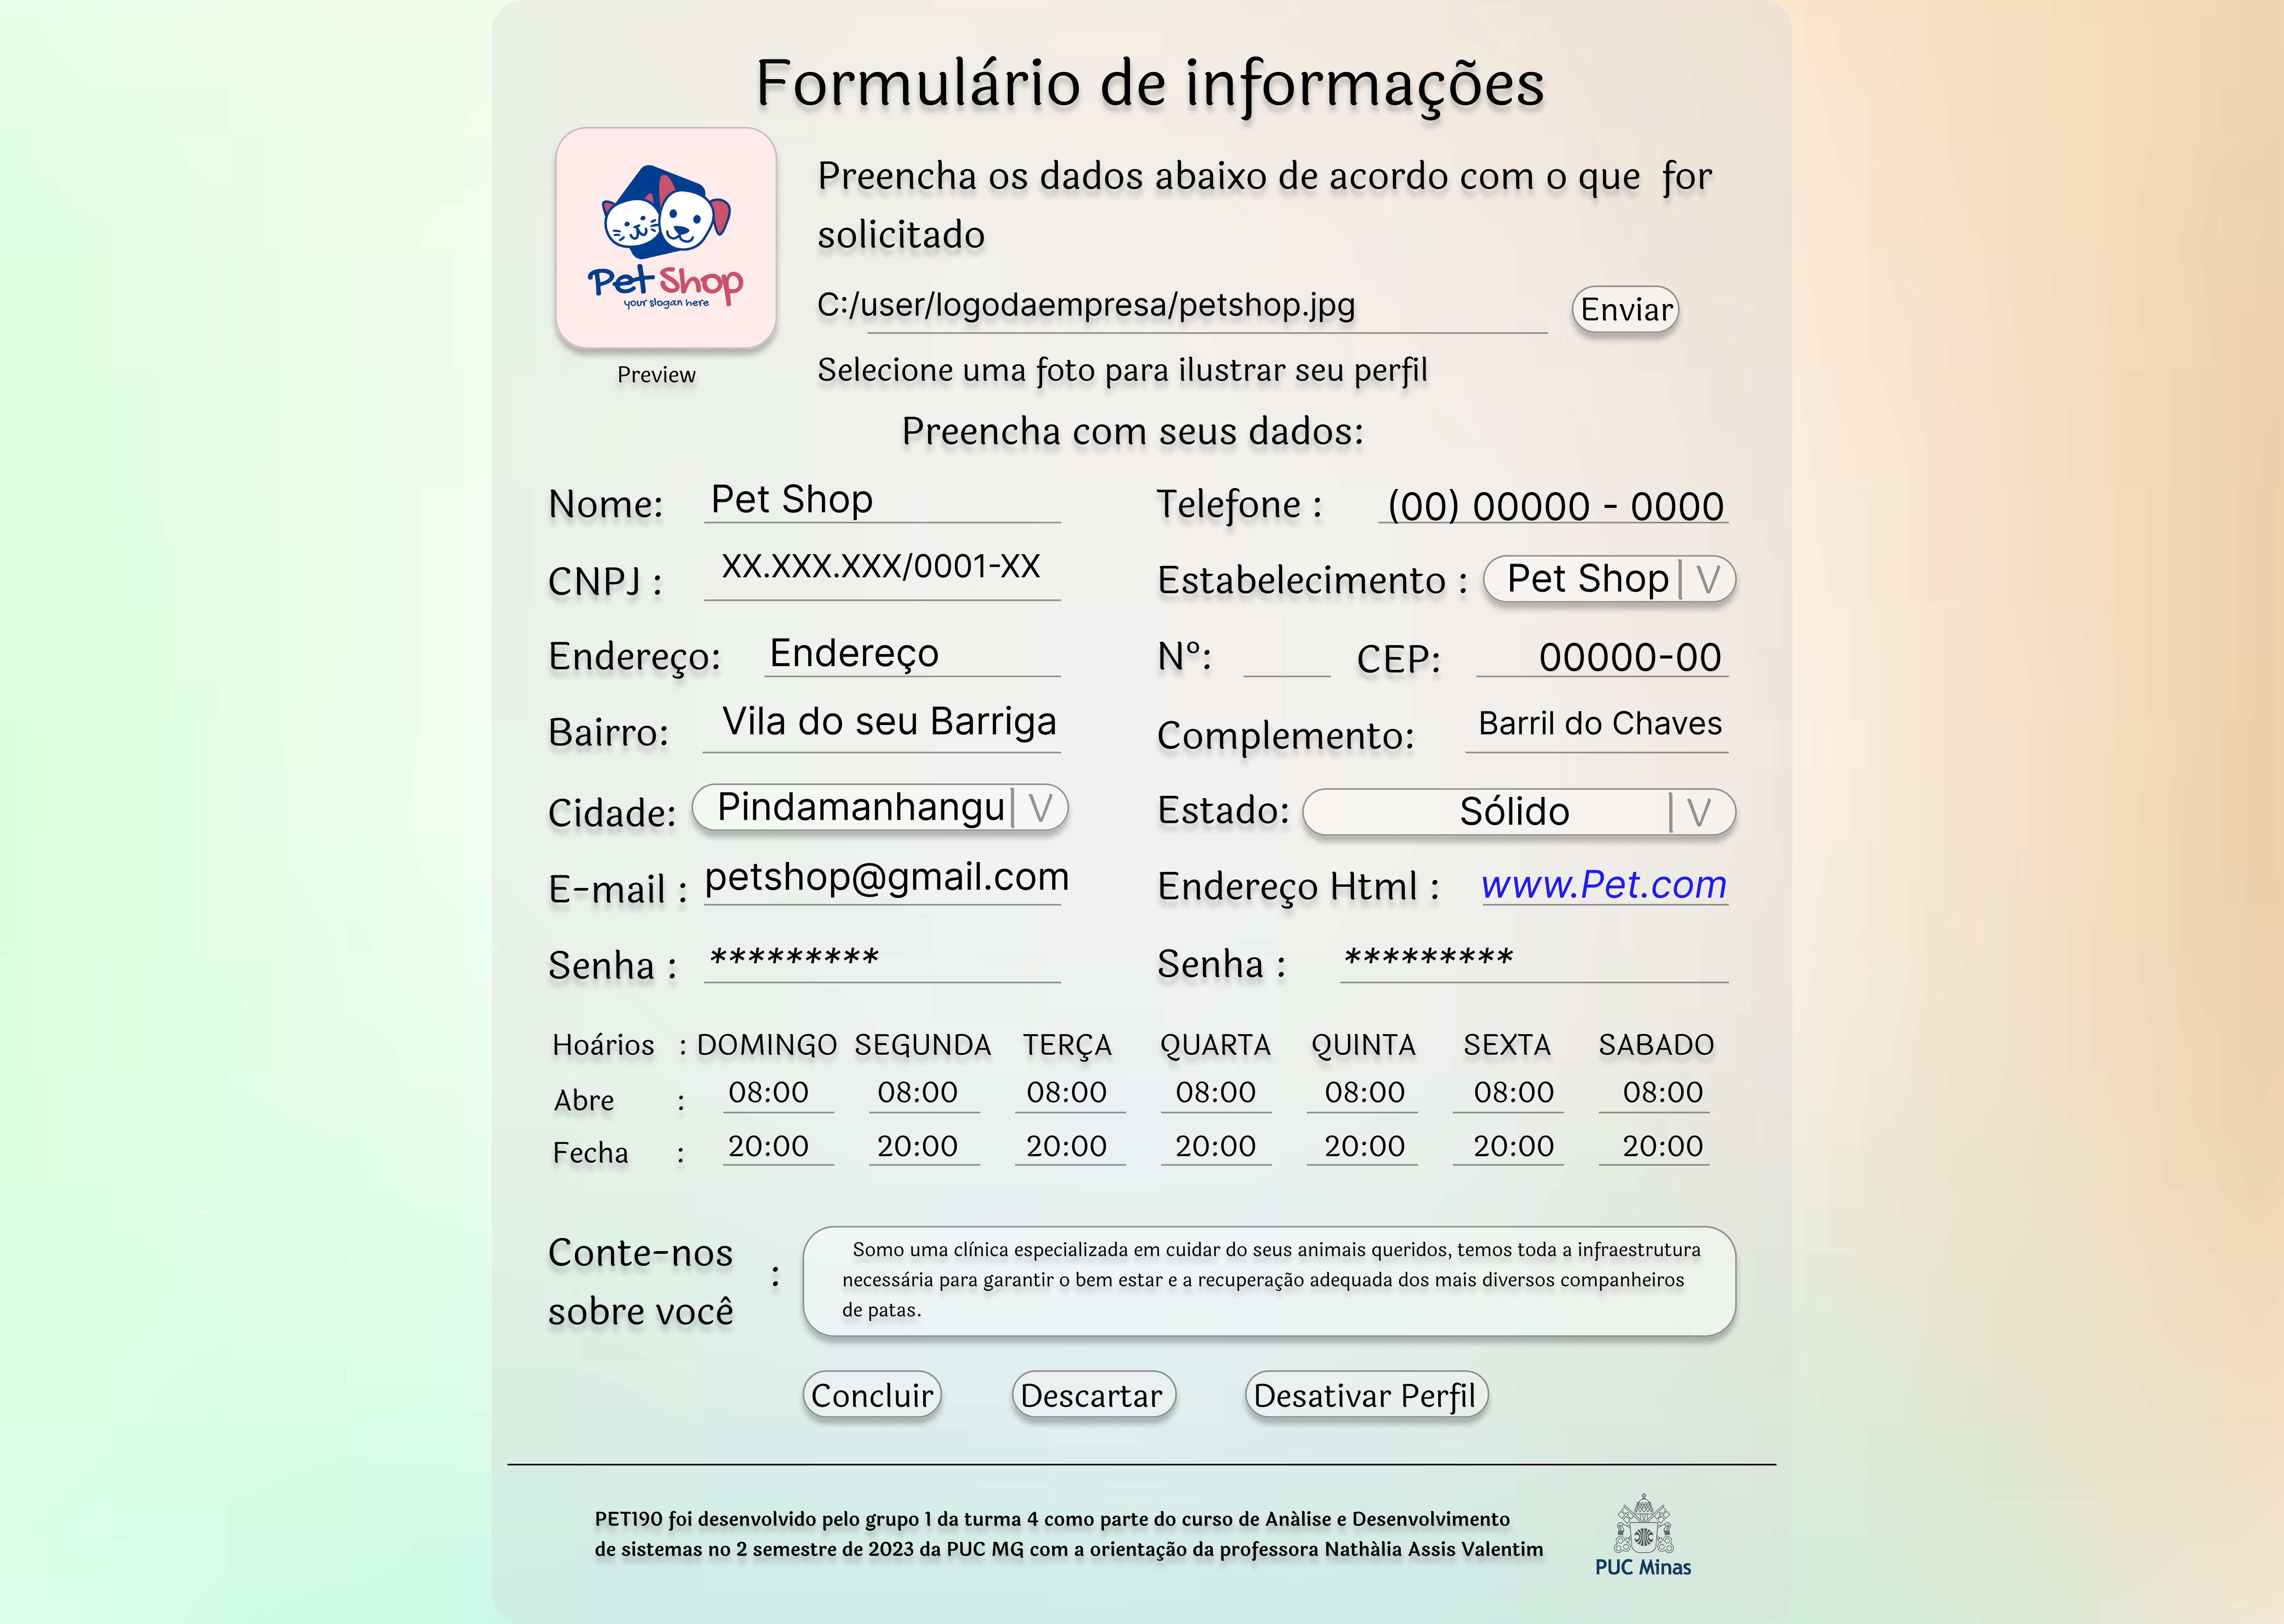 Formulário de informações
Pet Shop
your slogan here
Preview
Preencha os dados abaixo de acordo com o que  for
solicitado
C:/user/logodaempresa/petshop.jpg
Enviar
Selecione uma foto para ilustrar seu perfil
Preencha com seus dados:
Nome: Pet Shop
Telefone : (00) 00000 - 0000
CNPJ : XX.XXX.XXX/0001-XX
Estabelecimento : Pet Shop | V
Endereço: Endereço
Nº: CEP: 00000-00
Bairro: Vila do seu Barriga
Complemento: Barril do Chaves
Cidade: Pindamanhangu | V
Estado: Sólido | V
E-mail : petshop@gmail.com
Endereço Html : www.Pet.com
Senha : *********
Senha : *********
Hoários : DOMINGO SEGUNDA TERÇA QUARTA QUINTA SEXTA SABADO
Abre : 08:00 08:00 08:00 08:00 08:00 08:00 08:00
Fecha : 20:00 20:00 20:00 20:00 20:00 20:00 20:00
Conte-nos
sobre você :
Somo uma clínica especializada em cuidar do seus animais queridos, temos toda a infraestrutura
necessária para garantir o bem estar e a recuperação adequada dos mais diversos companheiros
de patas.
Concluir Descartar Desativar Perfil
PET190 foi desenvolvido pelo grupo 1 da turma 4 como parte do curso de Anàlise e Desenvolvimento
de sistemas no 2 semestre de 2023 da PUC MG com a orientação da professora Nathàlia Assis Valentim
PUC Minas